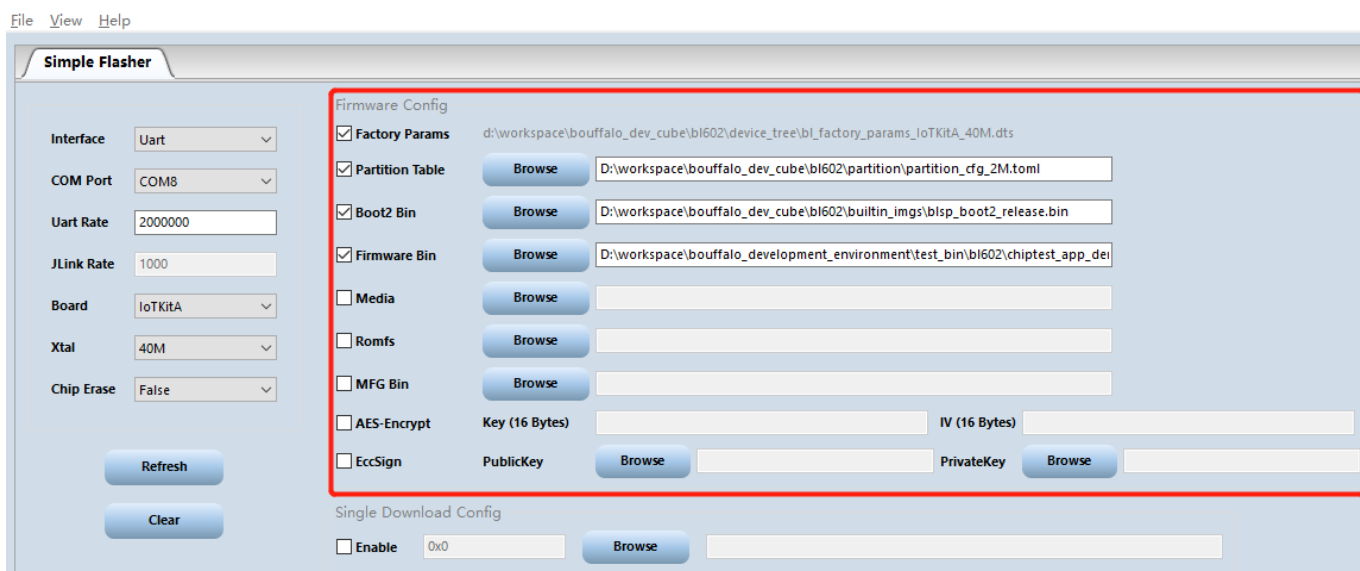 File View Help
Simple Flasher
Interface Uart
COM Port COM8
Uart Rate 2000000
JLink Rate 1000
Board IoTKitA
Xtal 40M
Chip Erase False
Refresh
Clear
Firmware Config
Factory Params d:\workspace\bouffalo_dev_cube\bl602\device_tree\bl_factory_params_IoTKitA_40M.dts
Partition Table Browse D:\workspace\bouffalo_dev_cube\bl602\partition\partition_cfg_2M.toml
Boot2 Bin Browse D:\workspace\bouffalo_dev_cube\bl602\builtin_imgs\blsp_boot2_release.bin
Firmware Bin Browse D:\workspace\bouffalo_development_environment\test_bin\bl602\chiptest_app_de
Media Browse
Romfs Browse
MFG Bin Browse
AES-Encrypt Key (16 Bytes) IV (16 Bytes)
EccSign PublicKey Browse PrivateKey Browse
Single Download Config
Enable 0x0 Browse